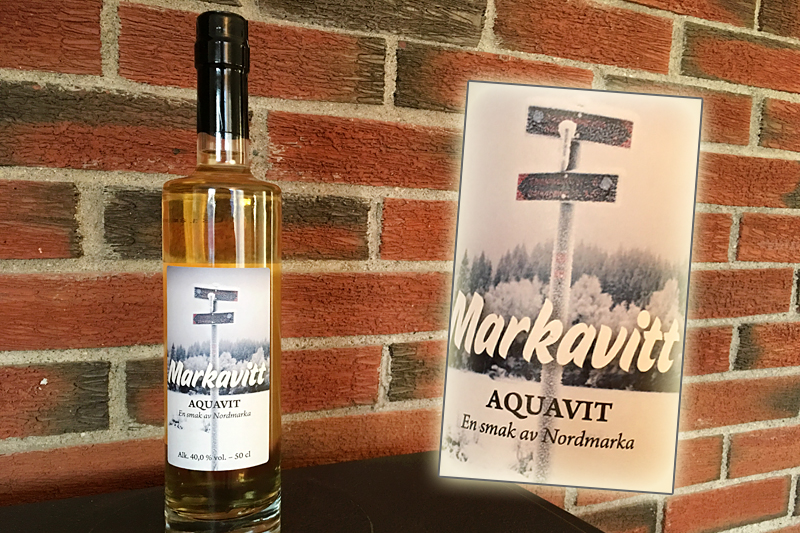 Markavitt
AQUAVIT
En smak av Nordmarka
Alk. 40,0 % vol. – 50 cl
Markavitt
AQUAVIT
En smak av Nordmarka